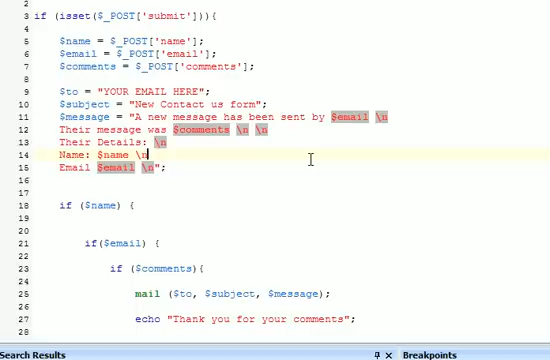 2
3 if (isset($_POST['submit'])){
4
5 $name = $_POST['name'];
6 $email = $_POST['email'];
7 $comments = $_POST['comments'];
8
9 $to = "YOUR EMAIL HERE";
10 $subject = "New Contact us form";
11 $message = "A new message has been sent by $email \n
12 Their message was $comments \n \n
13 Their Details: \n
14 Name: $name \n
15 Email $email \n";
16
17
18 if ($name) {
19
20
21 if($email) {
22
23 if ($comments){
24
25 mail ($to, $subject, $message);
26
27 echo "Thank you for your comments";
28
Search Results Breakpoints